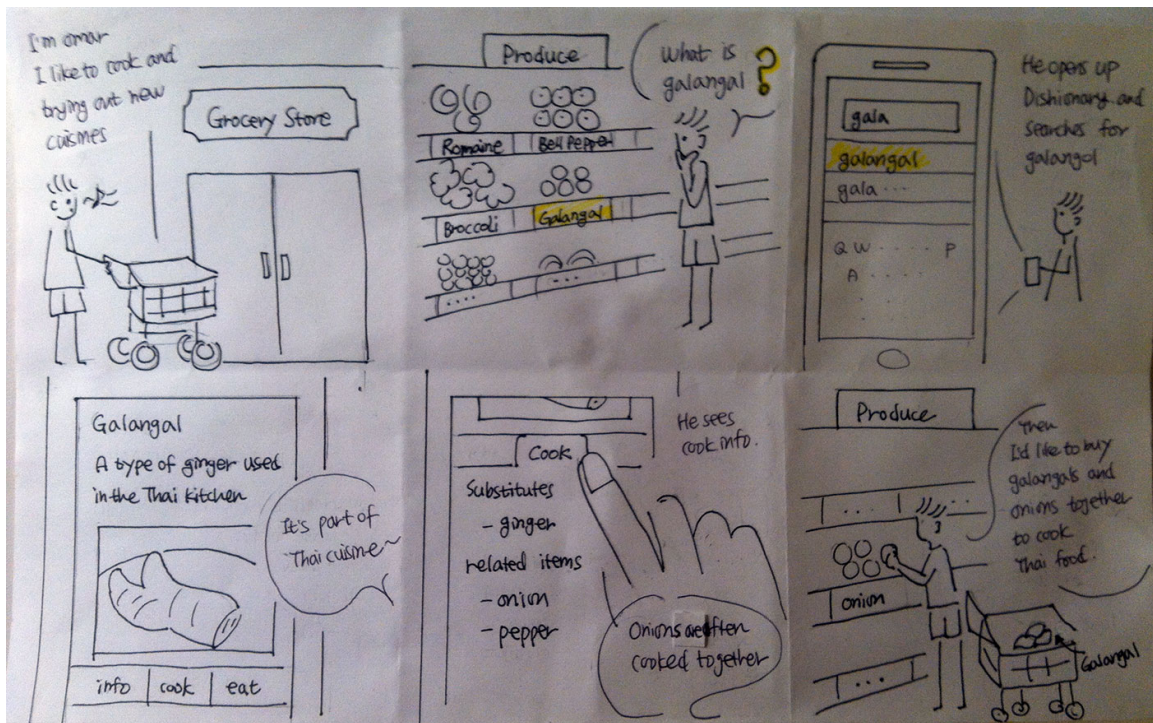 I'm omar
I like to cook and
trying out new
cuisines
Grocery Store
Produce
What is
galangal ?
Romaine
Bell Pepper
Broccoli
Galangal
....
....
gala
galangal
gala ...
Q W ..... P
A .....
He opens up
Dishionary and
searches for
galangal
Galangal
A type of ginger used
in the Thai Kitchen
It's part of
Thai cuisine~
info
cook
eat
He sees
cook info.
Cook
Substitutes
- ginger
related items
- onion
- pepper
Onions are often
cooked together
Produce
Then
I'd like to buy
galangals and
onions together
to cook
Thai food.
...
...
onion
...
Galangal